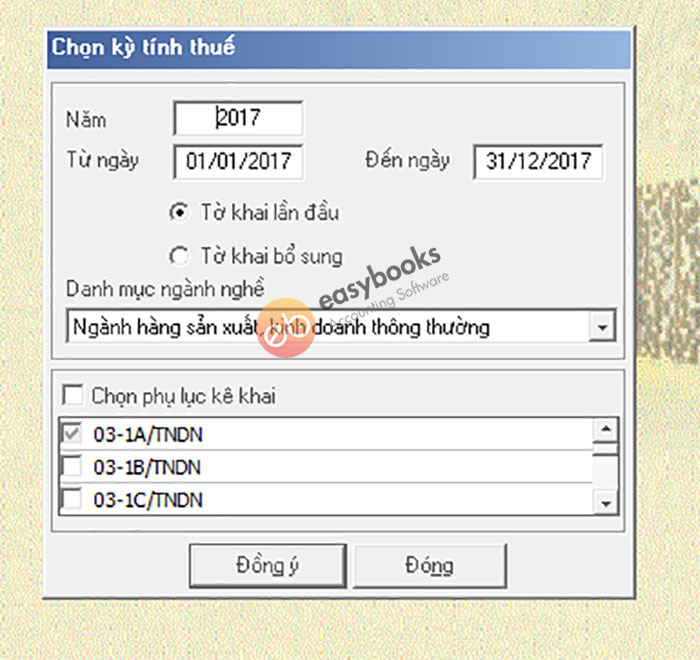 Chọn kỳ tính thuế
Năm 2017
Từ ngày 01/01/2017 Đến ngày 31/12/2017
Tờ khai lần đầu
Tờ khai bổ sung
Danh mục ngành nghề
Ngành hàng sản xuất, kinh doanh thông thường
eb easybooks
Accounting Software
Chọn phụ lục kê khai
03-1A/TNDN
03-1B/TNDN
03-1C/TNDN
Đồng ý Đóng